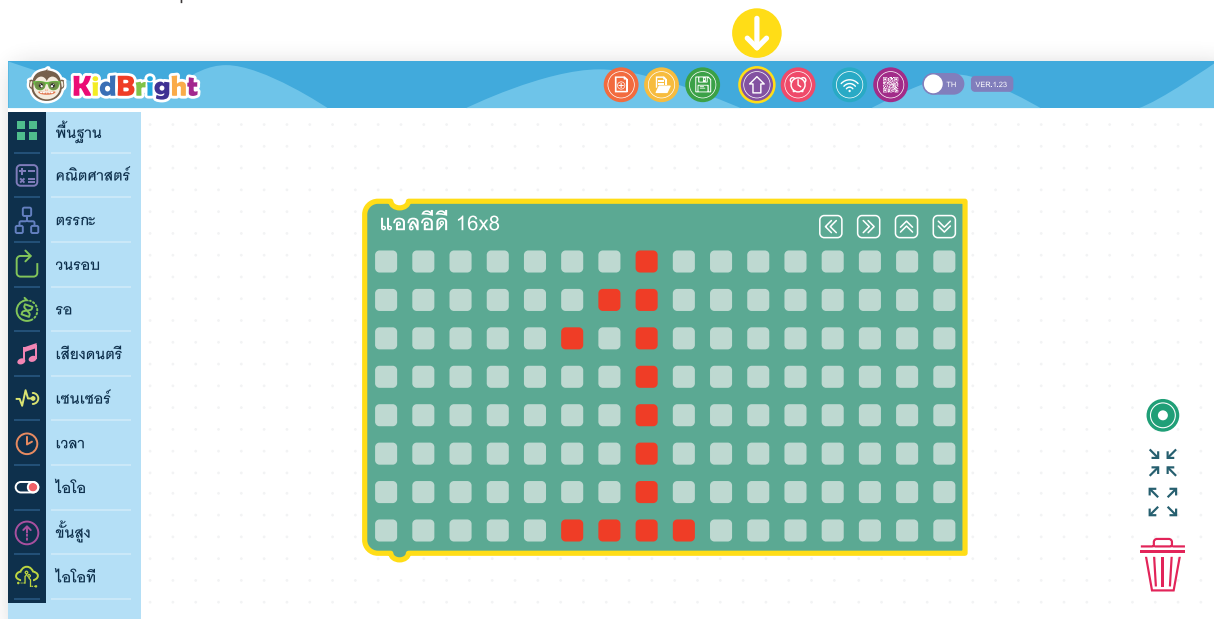 KidBright
TH
VER.1.23
พื้นฐาน
คณิตศาสตร์
ตรรกะ
วนรอบ
รอ
เสียงดนตรี
เซนเซอร์
เวลา
ไอโอ
ขั้นสูง
ไอโอที
แอลอีดี 16x8